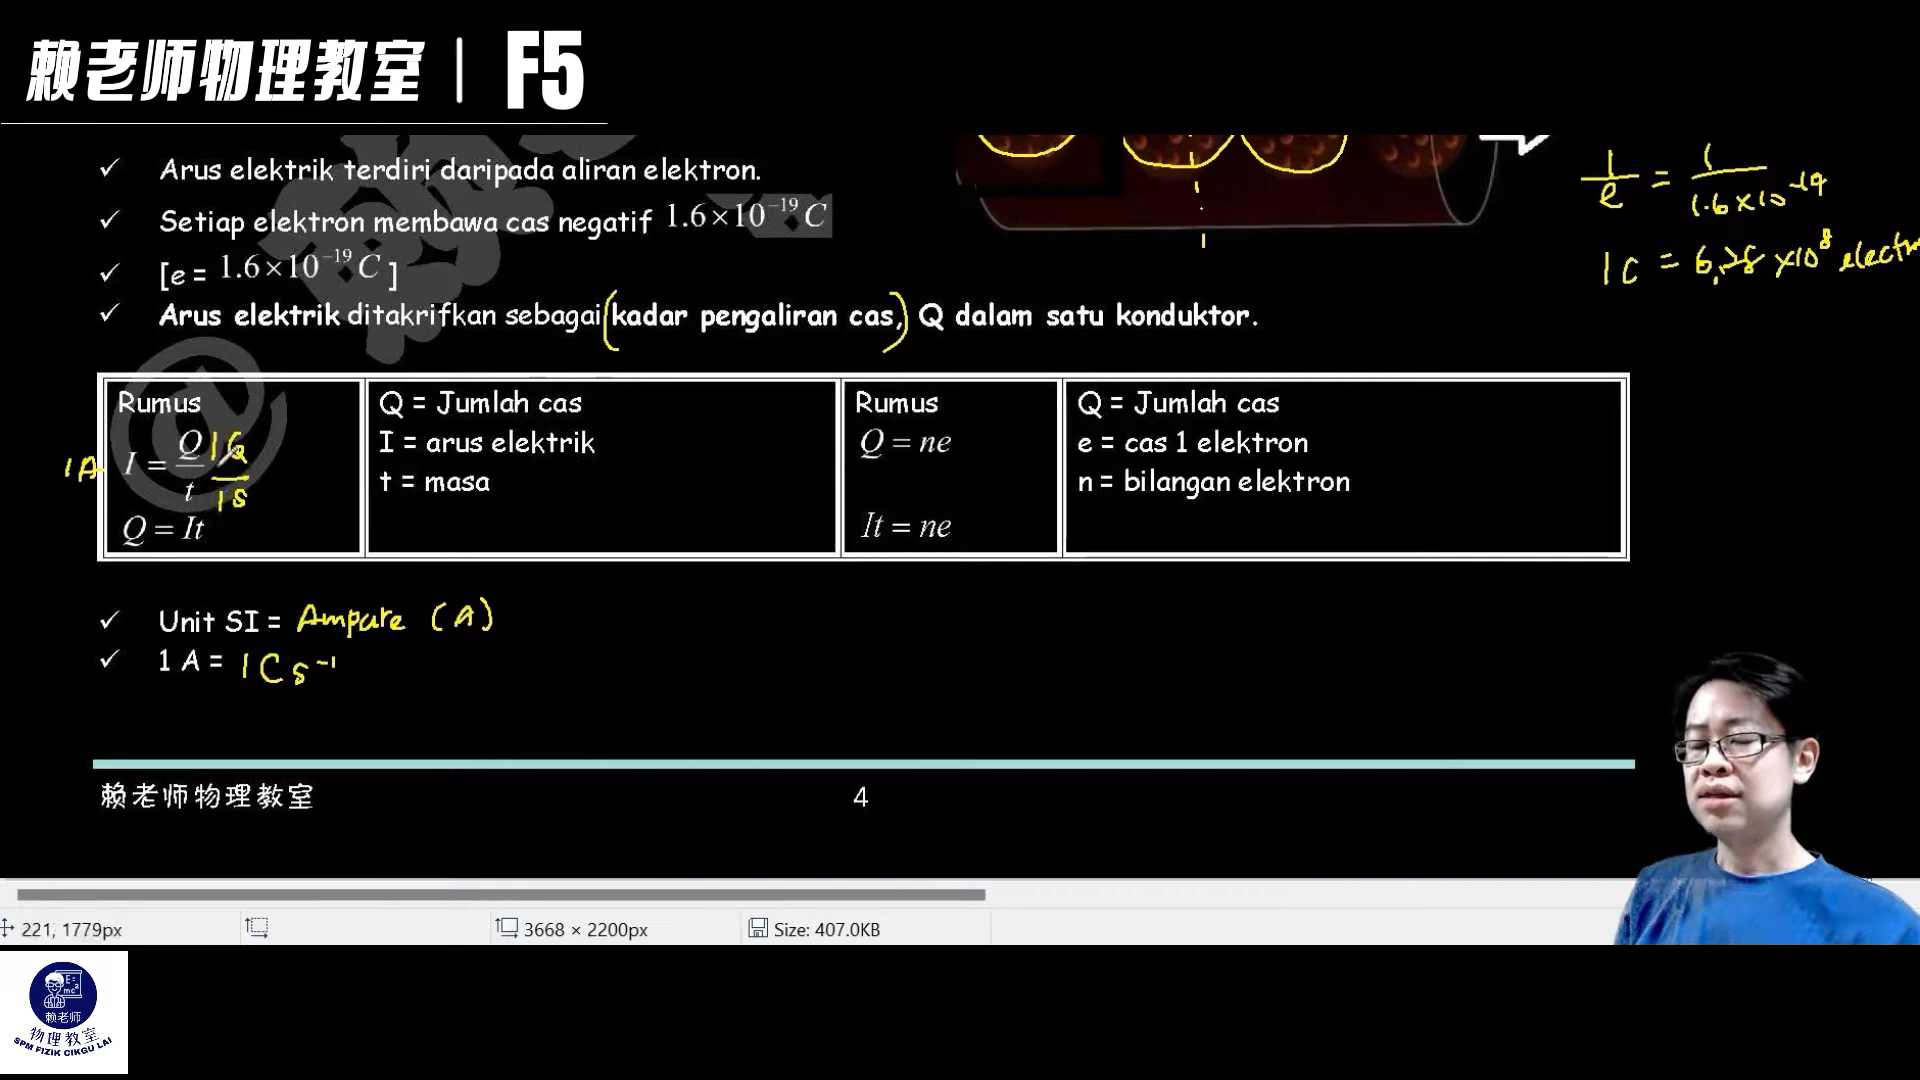 赖老师物理教室 | F5
✓ Arus elektrik terdiri daripada aliran elektron.
✓ Setiap elektron membawa cas negatif 1.6×10⁻¹⁹ C
✓ [e = 1.6×10⁻¹⁹ C ]
✓ Arus elektrik ditakrifkan sebagai (kadar pengaliran cas,) Q dalam satu konduktor.
1/e = 1/1.6×10⁻¹⁹
1C = 6.25 ×10⁸ electr
Rumus
1A I = Q/t 1C/1s
Q = It
Q = Jumlah cas
I = arus elektrik
t = masa
Rumus
Q = ne
It = ne
Q = Jumlah cas
e = cas 1 elektron
n = bilangan elektron
✓ Unit SI = Ampere (A)
✓ 1 A = 1Cs⁻¹
赖老师物理教室 4
221, 1779px 3668 × 2200px Size: 407.0KB
E=
mc²
赖老师
物理教室
SPM FIZIK CIKGU LAI